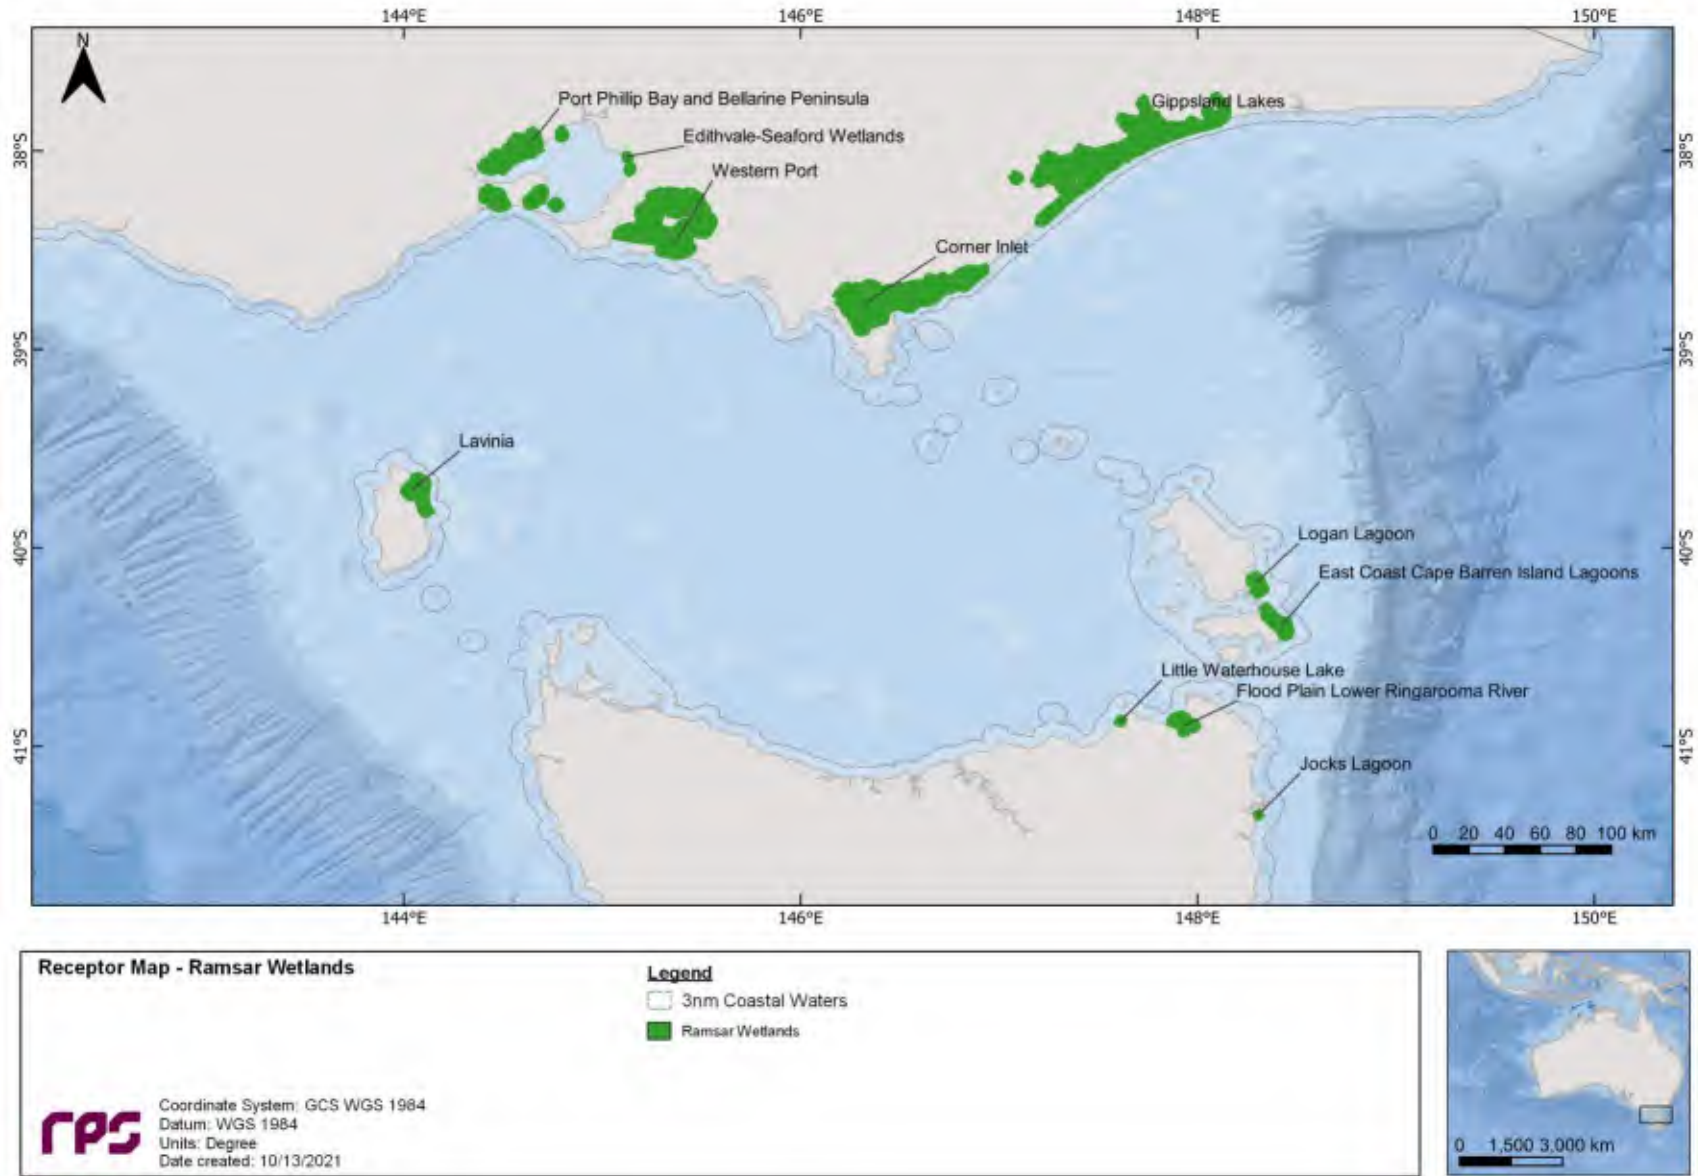 144°E 146°E 148°E 150°E
N
Port Phillip Bay and Bellarine Peninsula
Gippsland Lakes
Edithvale-Seaford Wetlands
38°S 38°S
Western Port
Corner Inlet
39°S 39°S
Lavinia
Logan Lagoon
40°S 40°S
East Coast Cape Barren Island Lagoons
Little Waterhouse Lake
Flood Plain Lower Ringarooma River
41°S 41°S
Jocks Lagoon
0 20 40 60 80 100 km
144°E 146°E 148°E 150°E
Receptor Map - Ramsar Wetlands
Legend
3nm Coastal Waters
Ramsar Wetlands
rps
Coordinate System: GCS WGS 1984
Datum: WGS 1984
Units: Degree
Date created: 10/13/2021
0 1,500 3,000 km